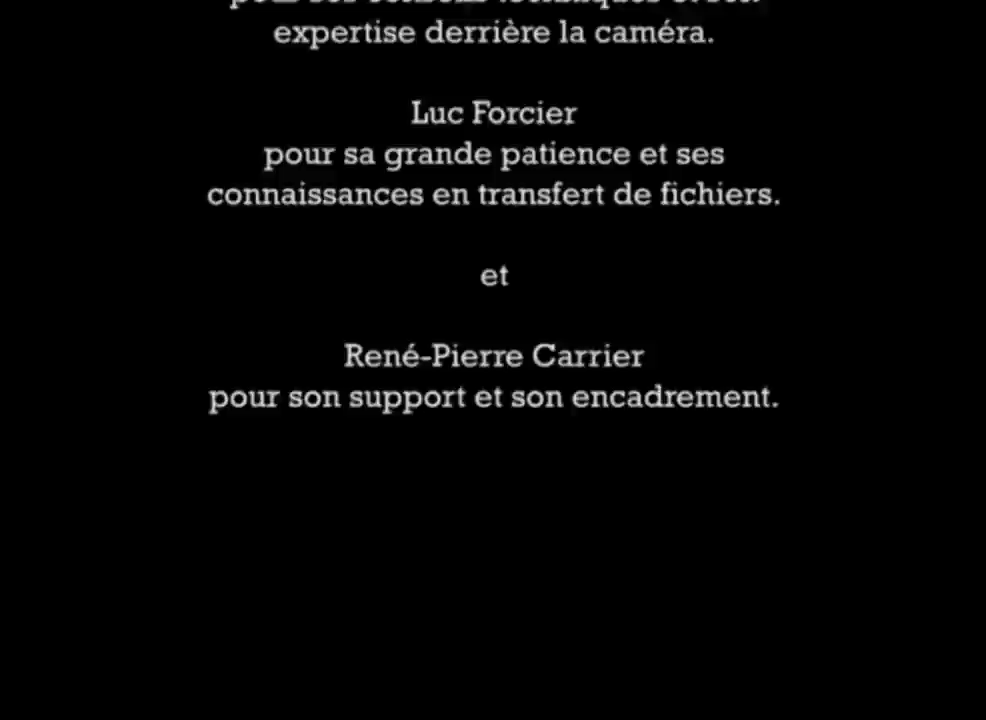 expertise derrière la caméra.
Luc Forcier
pour sa grande patience et ses
connaissances en transfert de fichiers.
et
René-Pierre Carrier
pour son support et son encadrement.